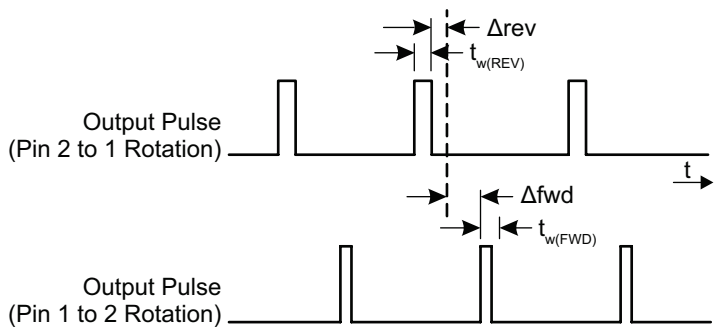 Δrev
t_w(REV)
Output Pulse
(Pin 2 to 1 Rotation)
t
Δfwd
t_w(FWD)
Output Pulse
(Pin 1 to 2 Rotation)